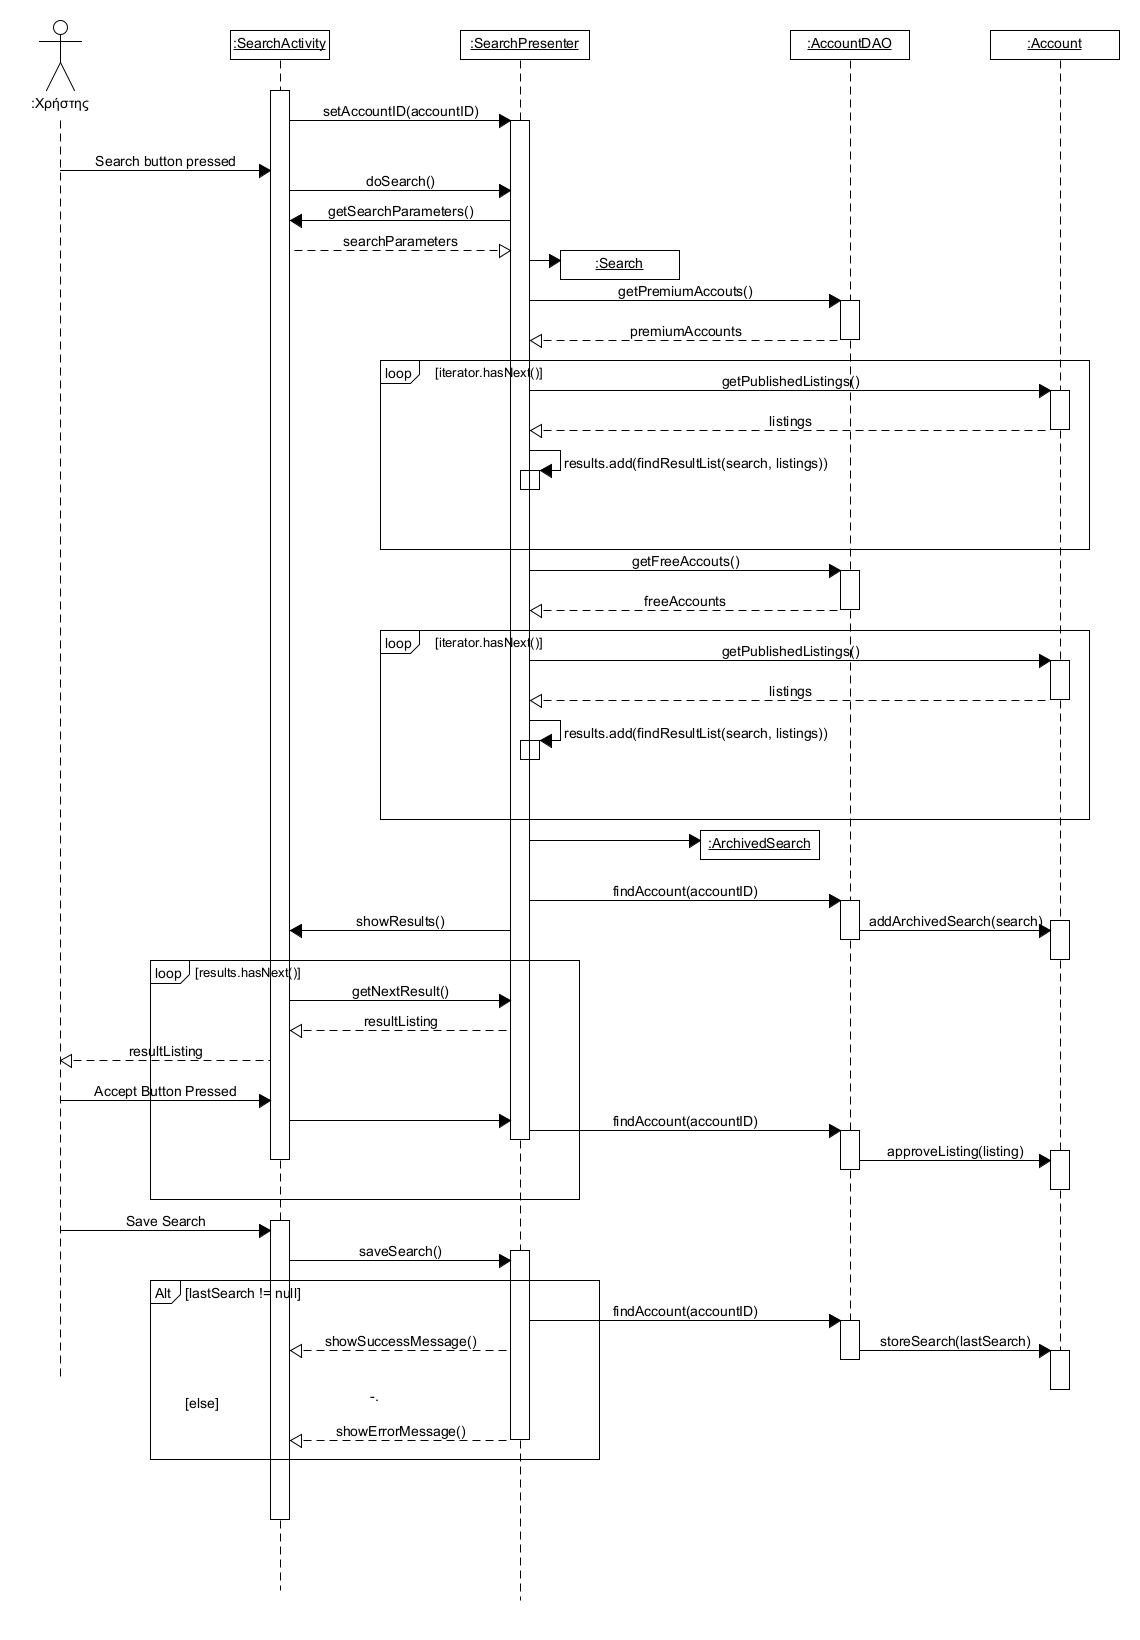 :SearchActivity
:SearchPresenter
:AccountDAO
:Account
:Χρήστης
setAccountID(accountID)
Search button pressed
doSearch()
getSearchParameters()
searchParameters
:Search
getPremiumAccouts()
premiumAccounts
loop
[iterator.hasNext()]
getPublishedListings()
listings
results.add(findResultList(search, listings))
getFreeAccouts()
freeAccounts
loop
[iterator.hasNext()]
getPublishedListings()
listings
results.add(findResultList(search, listings))
:ArchivedSearch
findAccount(accountID)
showResults()
addArchivedSearch(search)
loop
[results.hasNext()]
getNextResult()
resultListing
resultListing
Accept Button Pressed
findAccount(accountID)
approveListing(listing)
Save Search
saveSearch()
Alt
[lastSearch != null]
findAccount(accountID)
showSuccessMessage()
storeSearch(lastSearch)
-.
[else]
showErrorMessage()